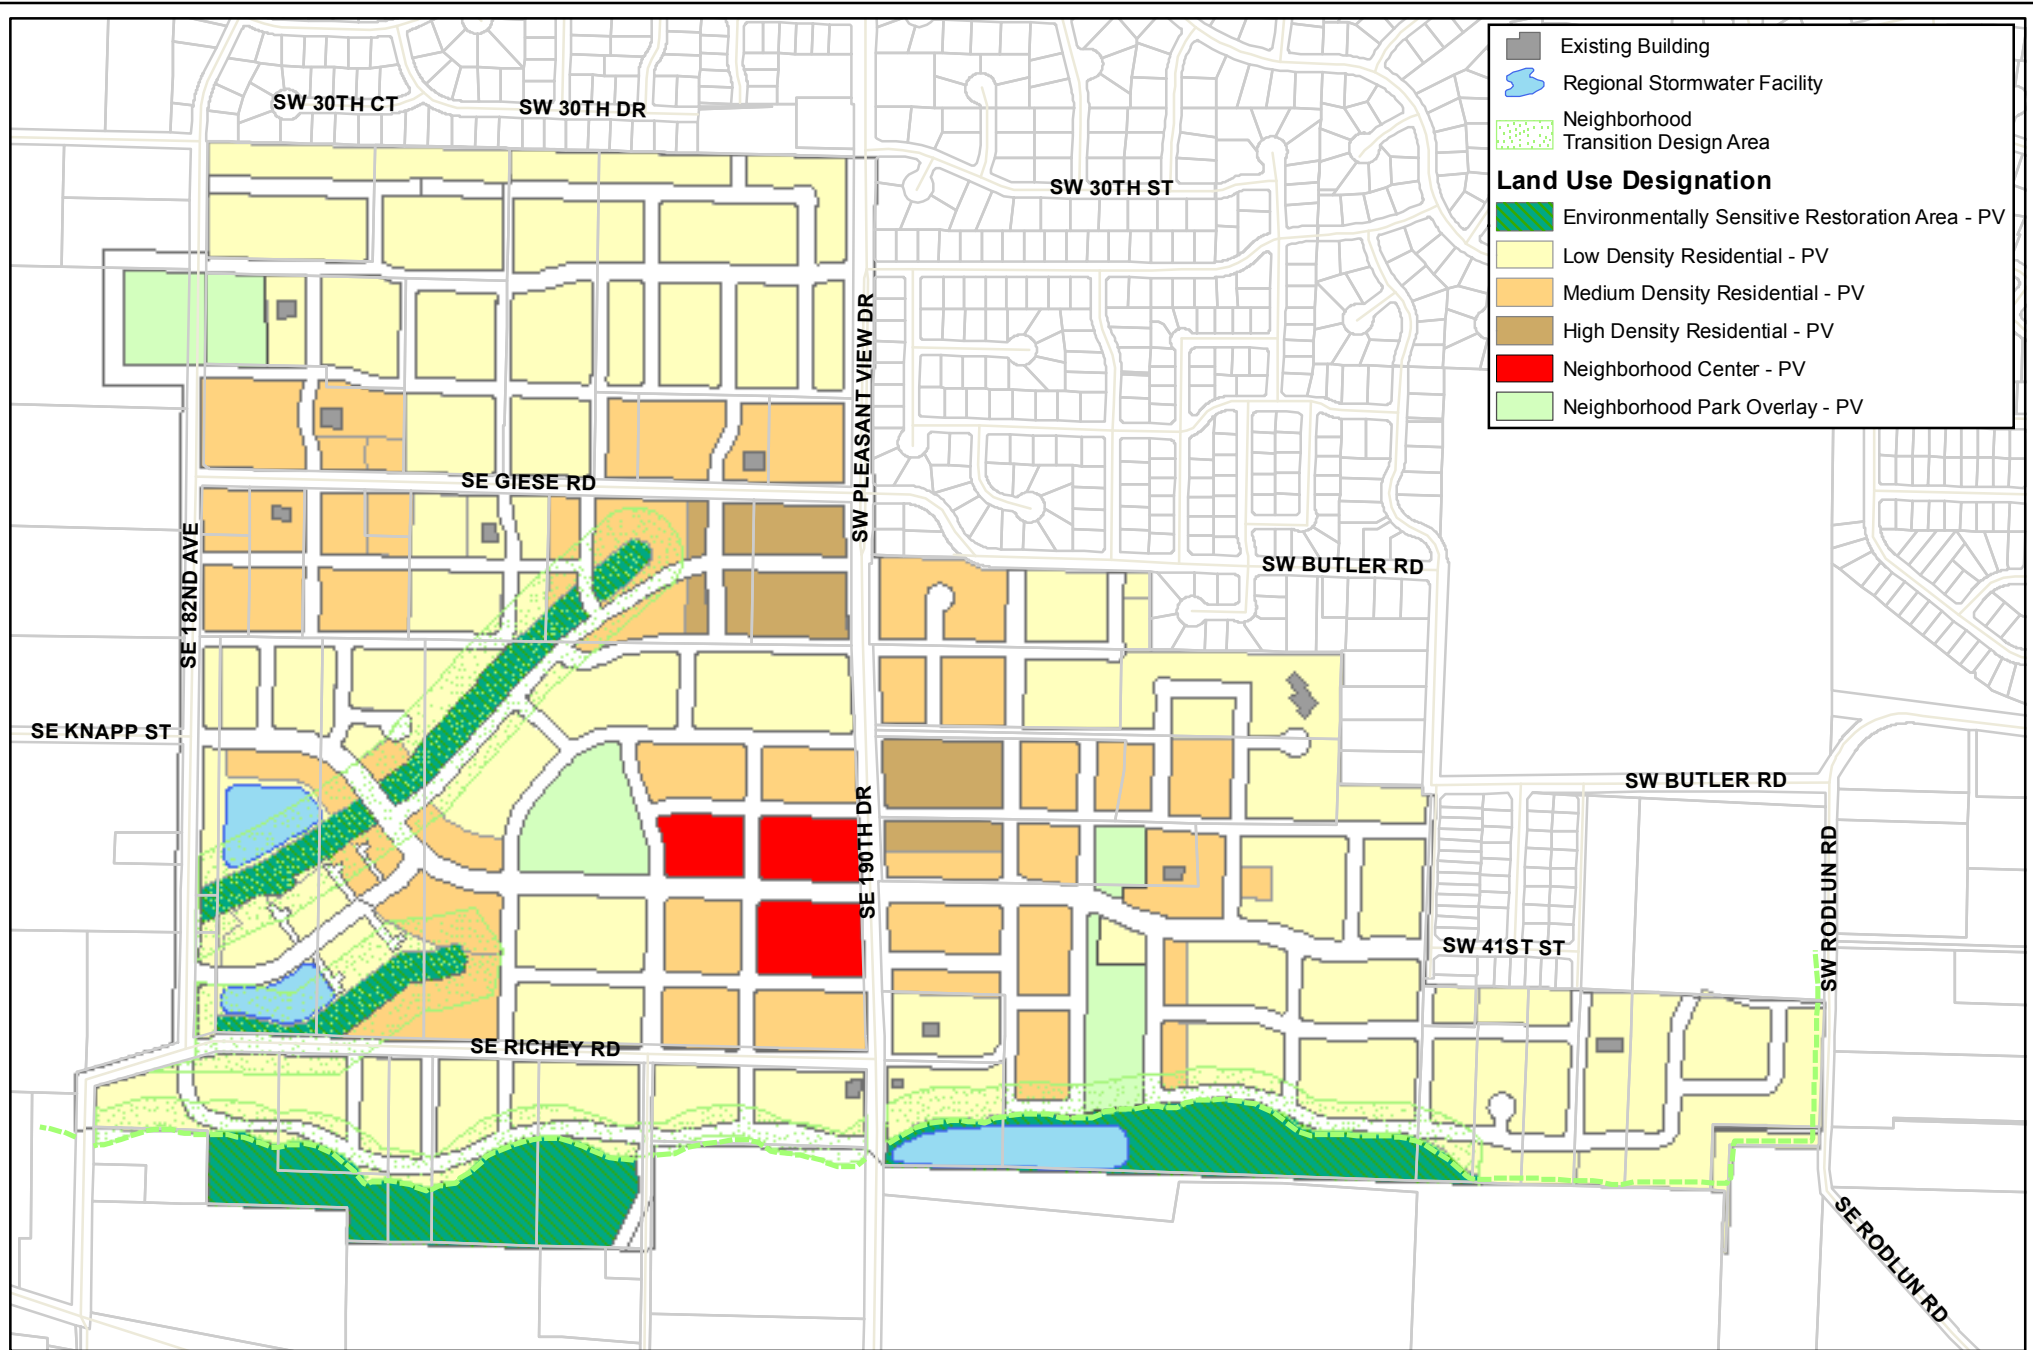 Existing Building
Regional Stormwater Facility
Neighborhood
Transition Design Area
Land Use Designation
Environmentally Sensitive Restoration Area - PV
Low Density Residential - PV
Medium Density Residential - PV
High Density Residential - PV
Neighborhood Center - PV
Neighborhood Park Overlay - PV
SW 30TH CT
SW 30TH DR
SW 30TH ST
SW PLEASANT VIEW DR
SE GIESE RD
SE 182ND AVE
SW BUTLER RD
SE KNAPP ST
SW BUTLER RD
SE 190TH DR
SW RODLUN RD
SW 41ST ST
SE RICHEY RD
SE RODLUN RD